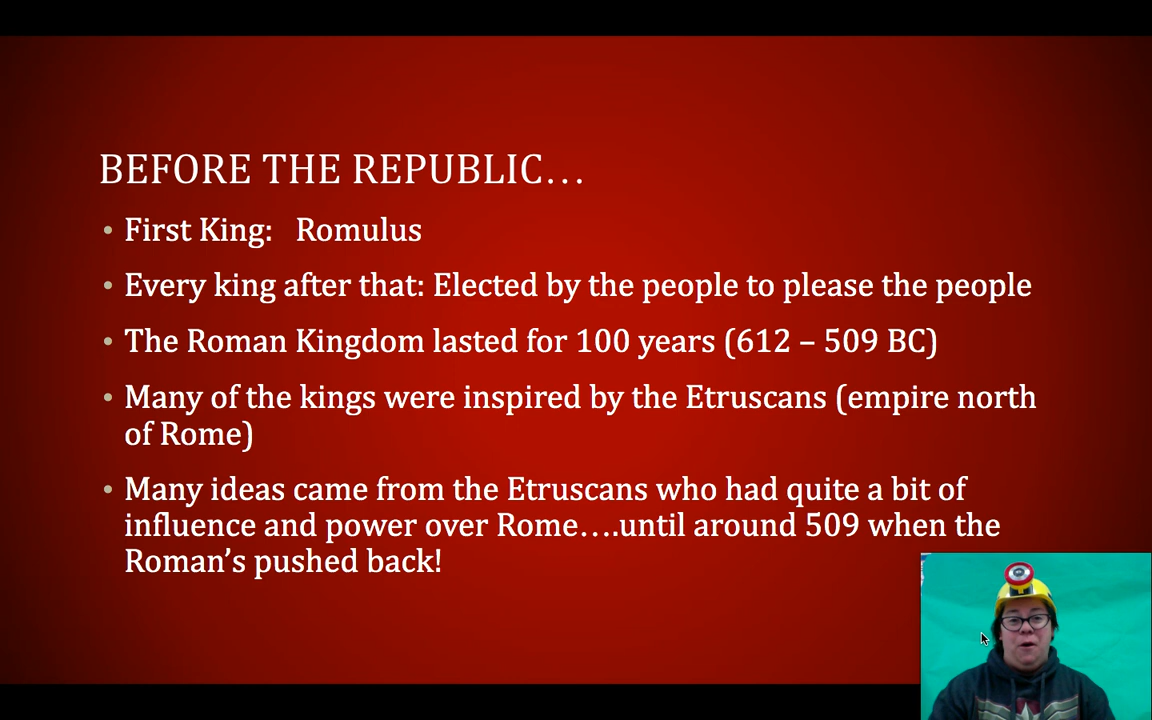 BEFORE THE REPUBLIC…
• First King: Romulus
• Every king after that: Elected by the people to please the people
• The Roman Kingdom lasted for 100 years (612 – 509 BC)
• Many of the kings were inspired by the Etruscans (empire north
of Rome)
• Many ideas came from the Etruscans who had quite a bit of
influence and power over Rome….until around 509 when the
Roman’s pushed back!